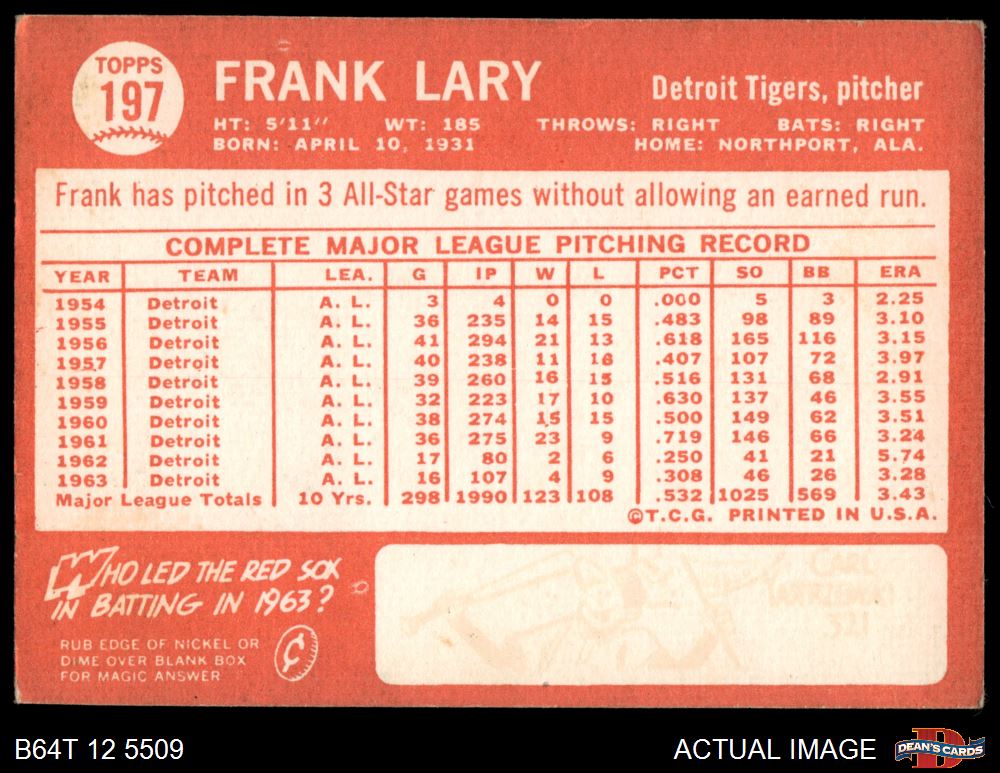 TOPPS
197
FRANK LARY
Detroit Tigers, pitcher
HT: 5'11" WT: 185 THROWS: RIGHT BATS: RIGHT
BORN: APRIL 10, 1931 HOME: NORTHPORT, ALA.
Frank has pitched in 3 All-Star games without allowing an earned run.
COMPLETE MAJOR LEAGUE PITCHING RECORD
YEAR TEAM LEA. G IP W L PCT SO BB ERA
1954 Detroit A. L. 3 4 0 0 .000 5 3 2.25
1955 Detroit A. L. 36 235 14 15 .483 98 89 3.10
1956 Detroit A. L. 41 294 21 13 .618 165 116 3.15
1957 Detroit A. L. 40 238 11 16 .407 107 72 3.97
1958 Detroit A. L. 39 260 16 15 .516 131 68 2.91
1959 Detroit A. L. 32 223 17 10 .630 137 46 3.55
1960 Detroit A. L. 38 274 15 15 .500 149 62 3.51
1961 Detroit A. L. 36 275 23 9 .719 146 66 3.24
1962 Detroit A. L. 17 80 2 6 .250 41 21 5.74
1963 Detroit A. L. 16 107 4 9 .308 46 26 3.28
Major League Totals 10 Yrs. 298 1990 123 108 .532 1025 569 3.43
©T.C.G. PRINTED IN U.S.A.
WHO LED THE RED SOX
IN BATTING IN 1963?
RUB EDGE OF NICKEL OR
DIME OVER BLANK BOX
FOR MAGIC ANSWER
CARL
.321
B64T 12 5509
ACTUAL IMAGE
DEAN'S CARDS